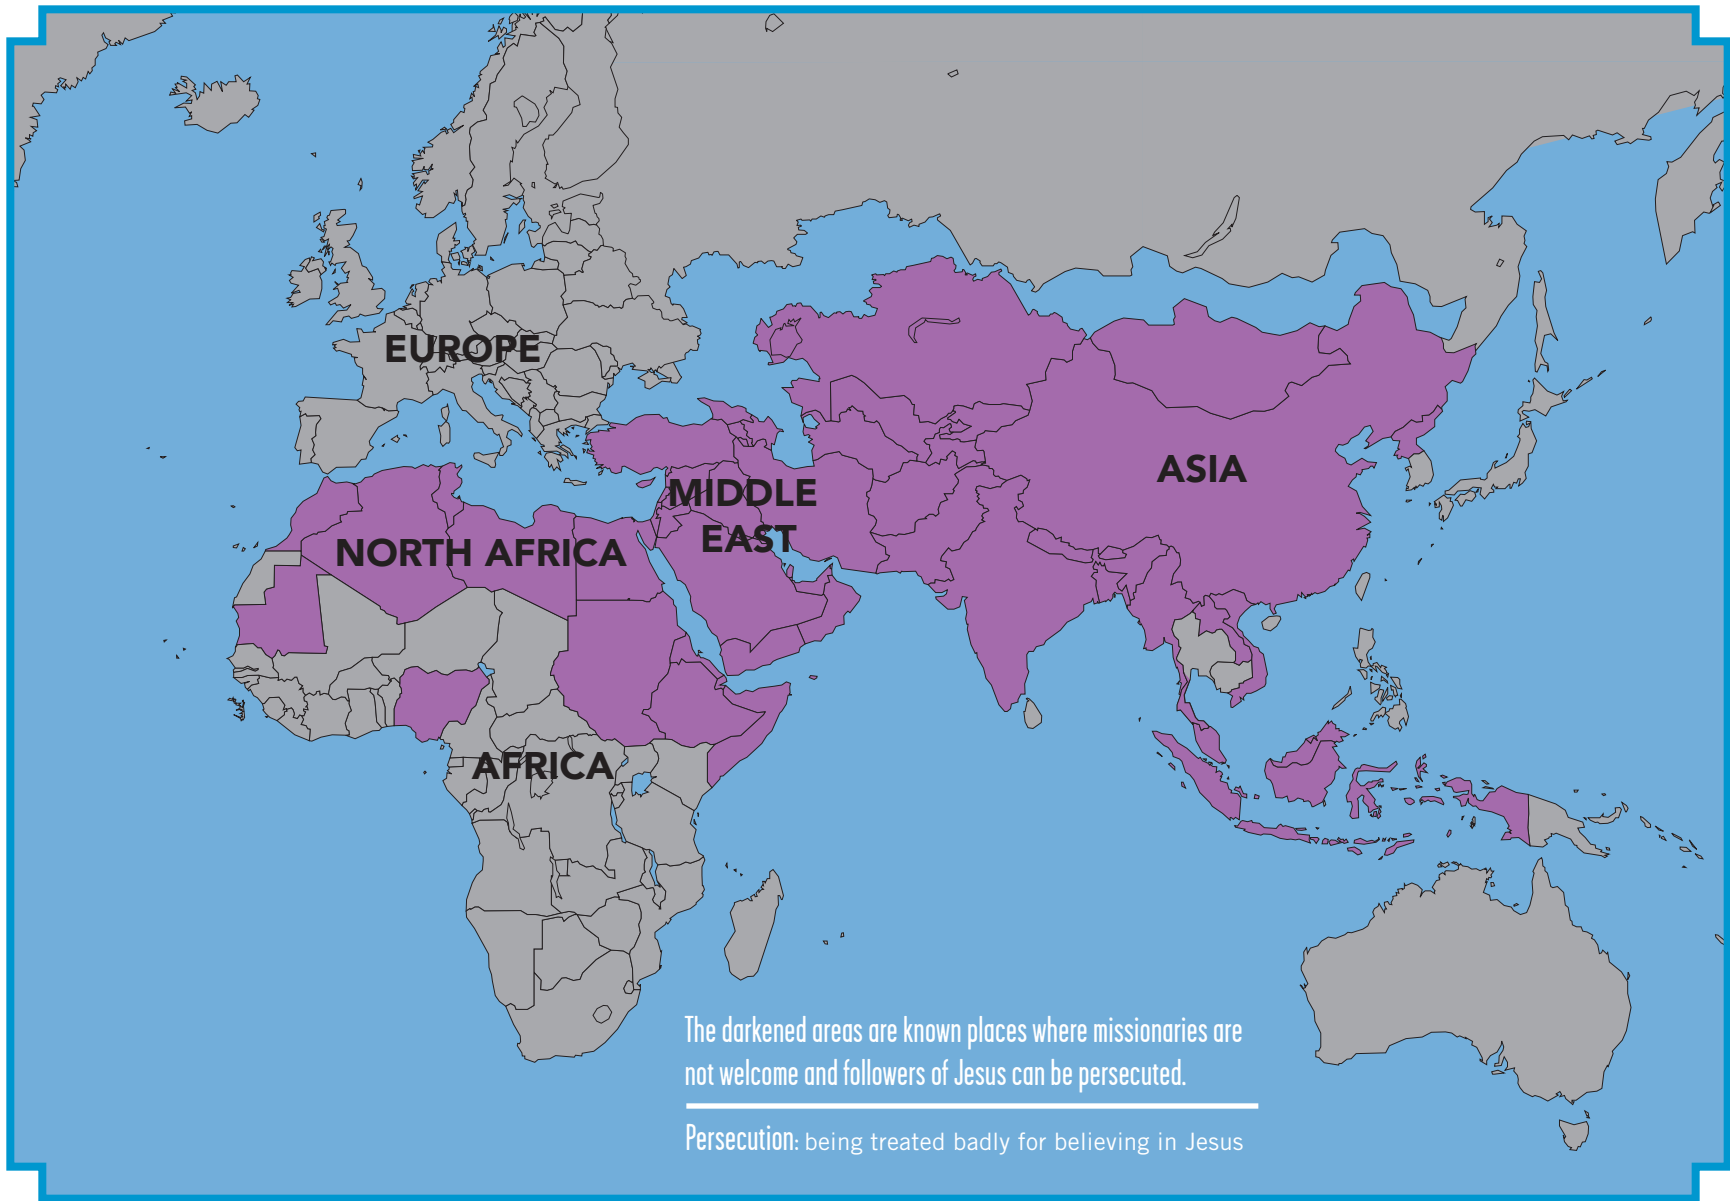 EUROPE
ASIA
MIDDLE
EAST
NORTH AFRICA
AFRICA
The darkened areas are known places where missionaries are
not welcome and followers of Jesus can be persecuted.
Persecution: being treated badly for believing in Jesus